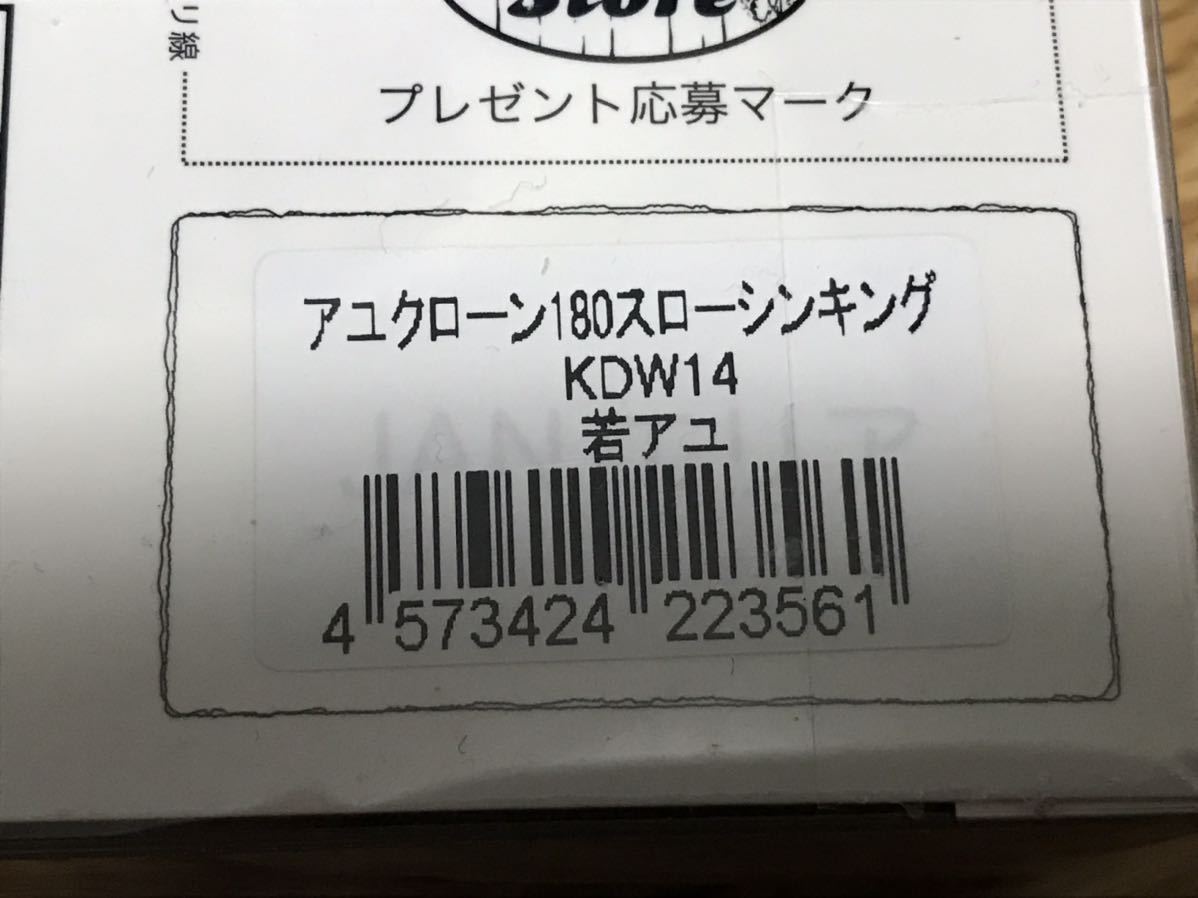 Store
リ線
プレゼント応募マーク
アユクローン180スローシンキング
KDW14
若アユ
4 573424 223561